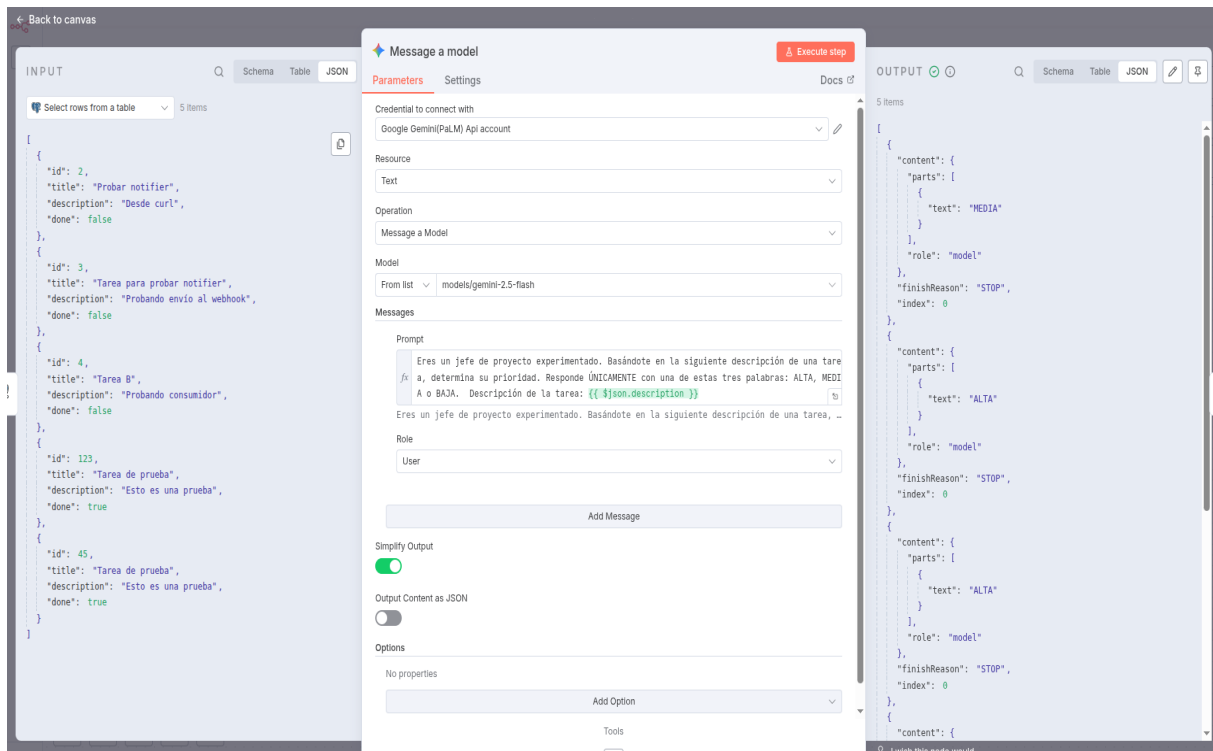 ← Back to canvas
INPUT
Schema Table JSON
Select rows from a table
5 items
[
{
"id": 2,
"title": "Probar notifier",
"description": "Desde curl",
"done": false
},
{
"id": 3,
"title": "Tarea para probar notifier",
"description": "Probando envío al webhook",
"done": false
},
{
"id": 4,
"title": "Tarea B",
"description": "Probando consumidor",
"done": false
},
{
"id": 123,
"title": "Tarea de prueba",
"description": "Esto es una prueba",
"done": true
},
{
"id": 45,
"title": "Tarea de prueba",
"description": "Esto es una prueba",
"done": true
}
]
Message a model
Execute step
Parameters Settings
Docs
Credential to connect with
Google Gemini(PaLM) Api account
Resource
Text
Operation
Message a Model
Model
From list models/gemini-2.5-flash
Messages
Prompt
Eres un jefe de proyecto experimentado. Basándote en la siguiente descripción de una tare
fx a, determina su prioridad. Responde ÚNICAMENTE con una de estas tres palabras: ALTA, MEDI
A o BAJA. Descripción de la tarea: {{ $json.description }}
Eres un jefe de proyecto experimentado. Basándote en la siguiente descripción de una tarea, …
Role
User
Add Message
Simplify Output
Output Content as JSON
Options
No properties
Add Option
Tools
OUTPUT
Schema Table JSON
5 items
[
{
"content": {
"parts": [
{
"text": "MEDIA"
}
],
"role": "model"
},
"finishReason": "STOP",
"index": 0
},
{
"content": {
"parts": [
{
"text": "ALTA"
}
],
"role": "model"
},
"finishReason": "STOP",
"index": 0
},
{
"content": {
"parts": [
{
"text": "ALTA"
}
],
"role": "model"
},
"finishReason": "STOP",
"index": 0
},
{
"content": {
I wish this node would